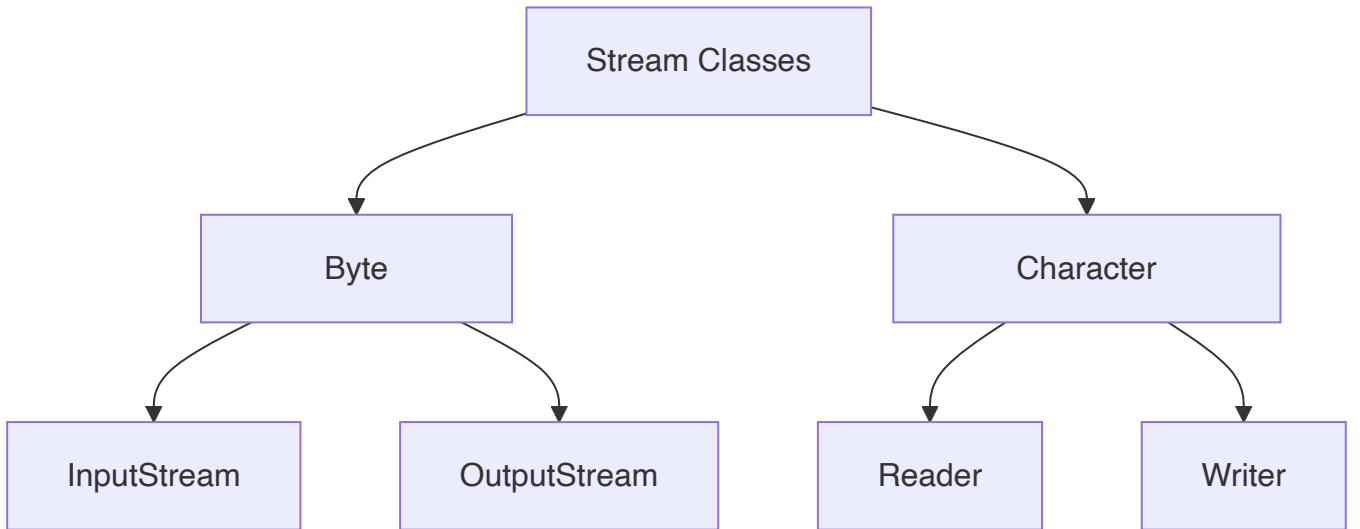 Stream Classes
Byte
Character
InputStream
OutputStream
Reader
Writer